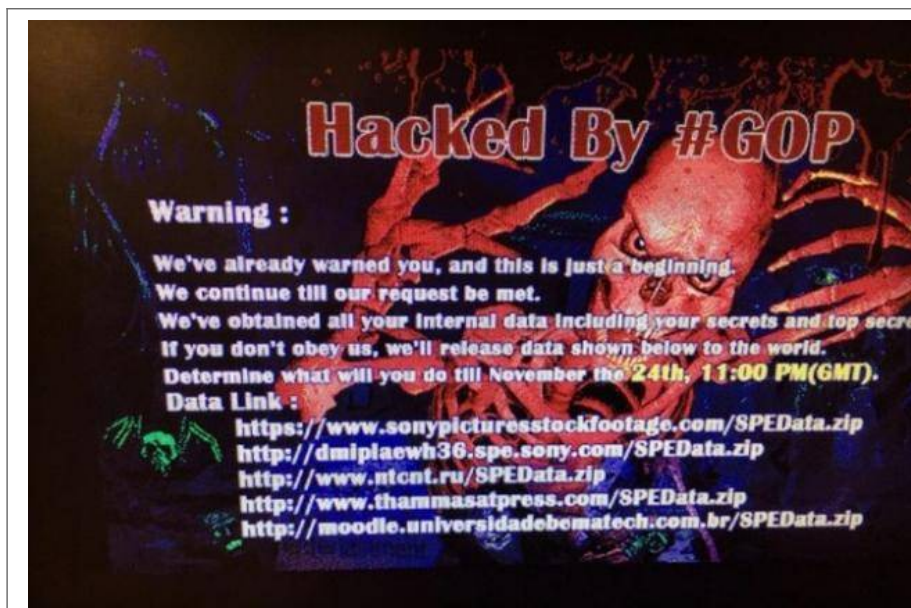 Hacked By #GOP
Warning :
We've already warned you, and this is just a beginning.
We continue till our request be met.
We've obtained all your internal data including your secrets and top secre
If you don't obey us, we'll release data shown below to the world.
Determine what will you do till November the 24th, 11:00 PM(GMT).
Data Link :
https://www.sonypicturesstockfootage.com/SPEData.zip
http://dmiplaewh36.spe.sony.com/SPEData.zip
http://www.ntcnt.ru/SPEData.zip
http://www.thammasatpress.com/SPEData.zip
http://moodle.universidadebematech.com.br/SPEData.zip